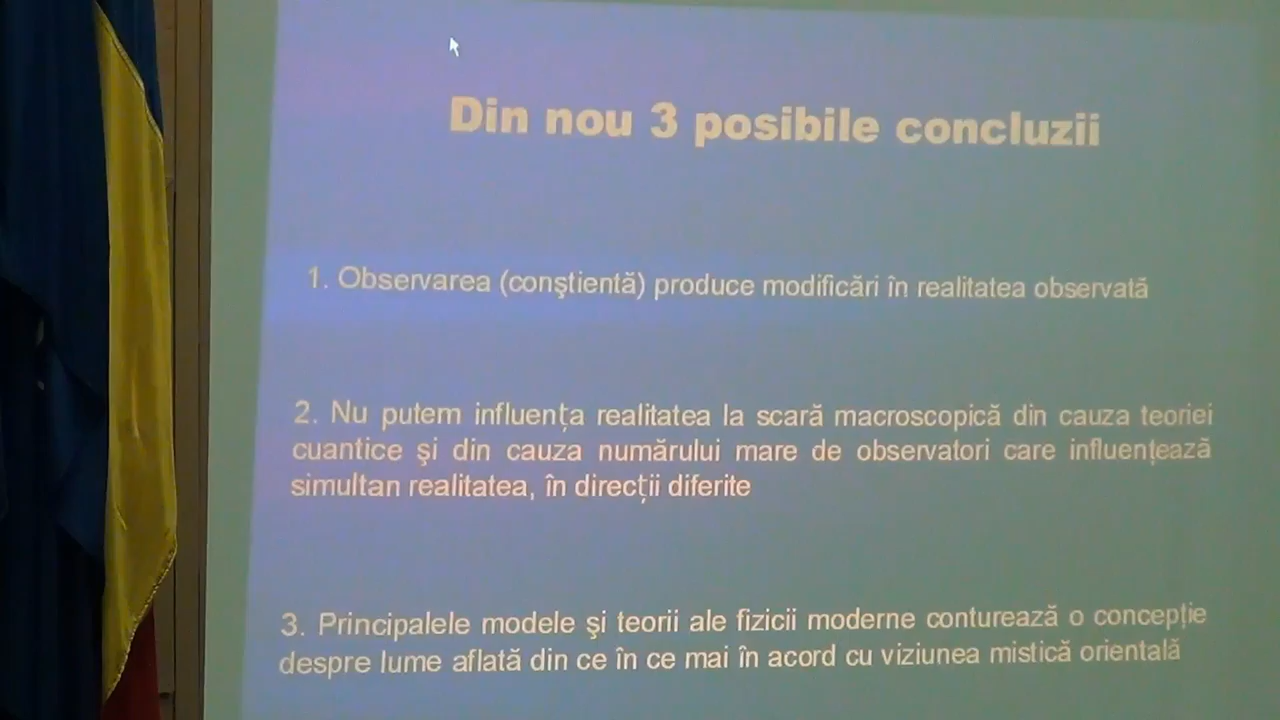 Din nou 3 posibile concluzii
1. Observarea (conştientă) produce modificări în realitatea observată
2. Nu putem influenţa realitatea la scară macroscopică din cauza teoriei
cuantice şi din cauza numărului mare de observatori care influenţează
simultan realitatea, în direcţii diferite
3. Principalele modele şi teorii ale fizicii moderne conturează o concepţie
despre lume aflată din ce în ce mai în acord cu viziunea mistică orientală